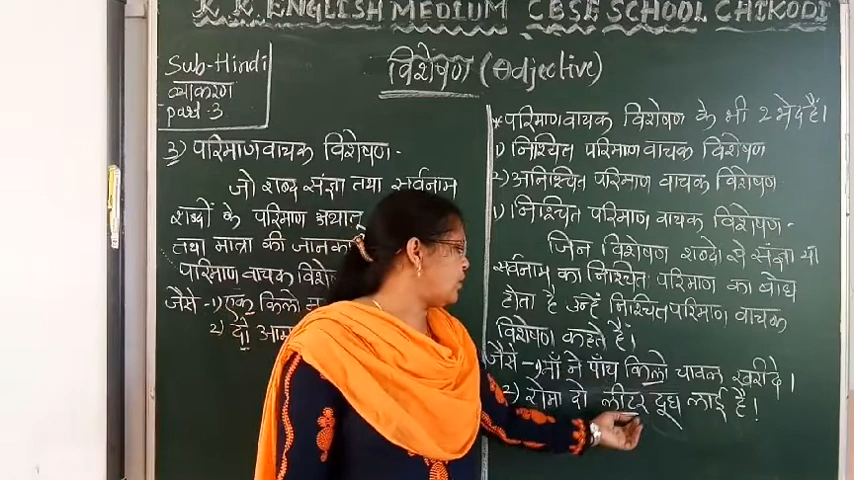 K.K.ENGLISH MEDIUM CBSE SCHOOL CHIKODI
Sub-Hindi
व्याकरण
part-3
विशेषण (Adjective)
3) परिमाणवाचक विशेषण -
जो शब्द संज्ञा तथा सर्वनाम
शब्दों के परिमाण अर्थात्
तथा मात्रा की जानका
परिमाण वाचक विशे
जैसे -1) एक किलो
2) दो आम
* परिमाणवाचक विशेषण के भी 2 भेद हैं।
1) निश्चित परिमाण वाचक विशेषण
2) अनिश्चित परिमाण वाचक विशेषण
1) निश्चित परिमाण वाचक विशेषण -
जिन विशेषण शब्दो से संज्ञा या
सर्वनाम का निश्चित परिमाण का बोध
होता है उन्हें निश्चित परिमाण वाचक
विशेषण कहते हैं।
जैसे -1) माँ ने पाँच किलो चावल खरीदे।
2) रोमा दो लीटर दूध लाई है।